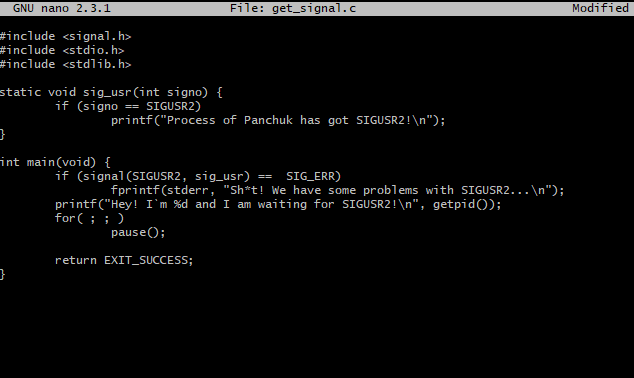 GNU nano 2.3.1 File: get_signal.c Modified
#include <signal.h>
#include <stdio.h>
#include <stdlib.h>
static void sig_usr(int signo) {
if (signo == SIGUSR2)
printf("Process of Panchuk has got SIGUSR2!\n");
}
int main(void) {
if (signal(SIGUSR2, sig_usr) ==  SIG_ERR)
fprintf(stderr, "Sh*t! We have some problems with SIGUSR2...\n");
printf("Hey! I`m %d and I am waiting for SIGUSR2!\n", getpid());
for( ; ; )
pause();
return EXIT_SUCCESS;
}